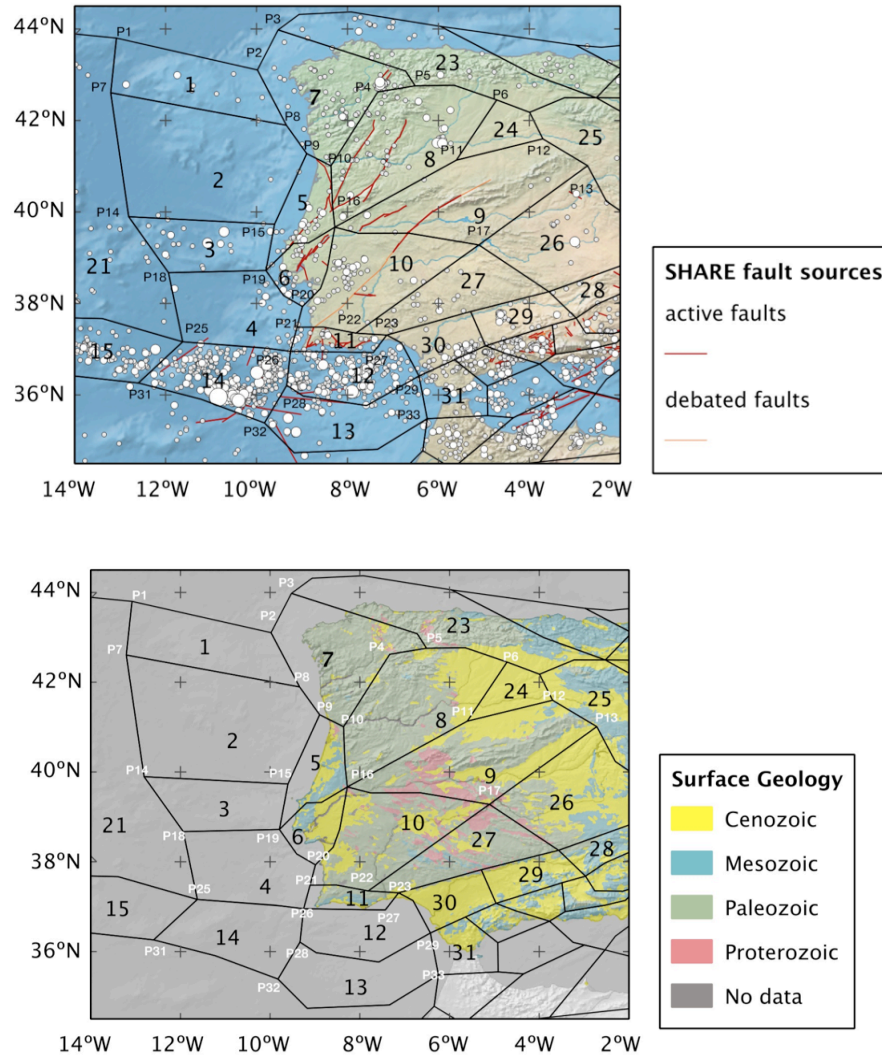 44°N
42°N
40°N
38°N
36°N
14°W 12°W 10°W 8°W 6°W 4°W 2°W
P1
P2
P3
P4
P5
P6
P7
P8
P9
P10
P11
P12
P13
P14
P15
P16
P17
P18
P19
P20
P21
P22
P23
P25
P26
P27
P28
P29
P31
P32
P33
1
2
3
4
5
6
7
8
9
10
11
12
13
14
15
21
23
24
25
26
27
28
29
30
31
SHARE fault sources
active faults
debated faults
44°N
42°N
40°N
38°N
36°N
14°W 12°W 10°W 8°W 6°W 4°W 2°W
P1
P2
P3
P4
P5
P6
P7
P8
P9
P10
P11
P12
P13
P14
P15
P16
P17
P18
P19
P20
P21
P22
P23
P25
P26
P27
P28
P29
P31
P32
P33
1
2
3
4
5
6
7
8
9
10
11
12
13
14
15
21
23
24
25
26
27
28
29
30
31
Surface Geology
Cenozoic
Mesozoic
Paleozoic
Proterozoic
No data